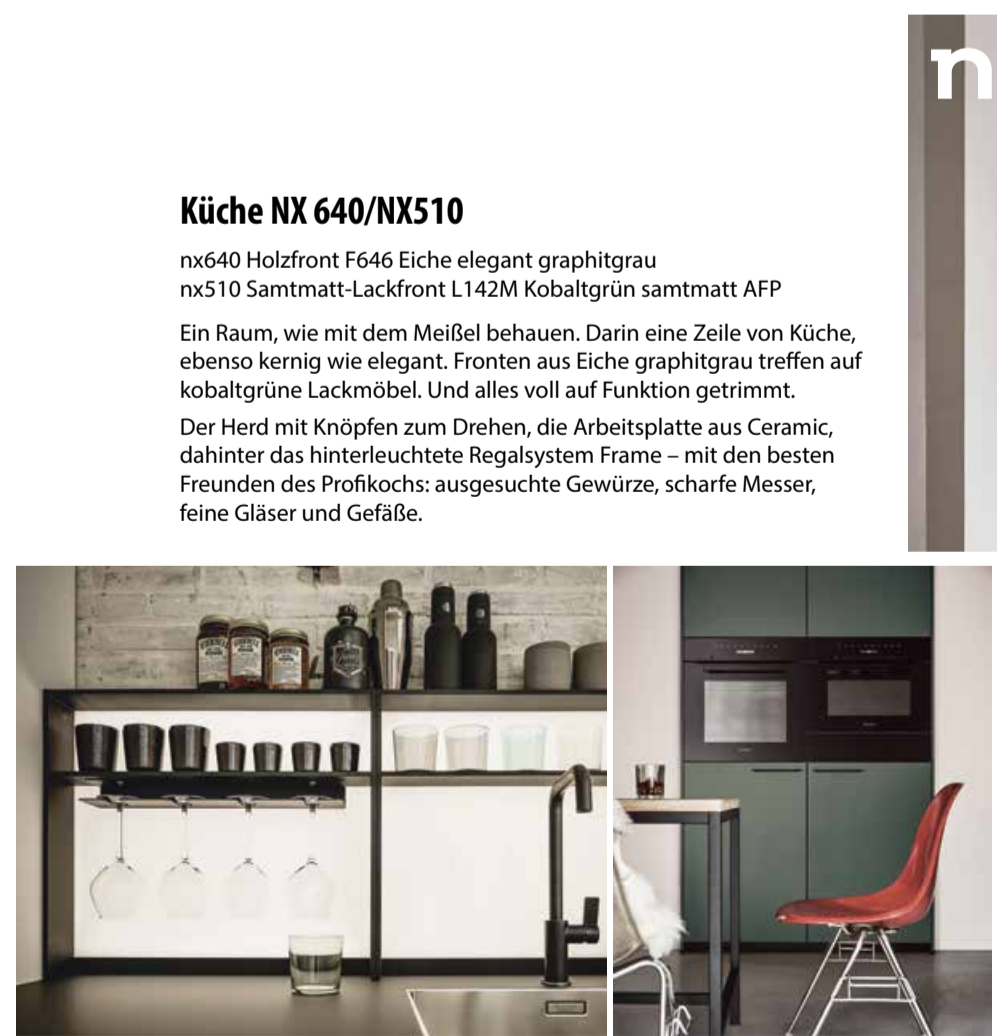 n
Küche NX 640/NX510
nx640 Holzfront F646 Eiche elegant graphitgrau
nx510 Samtmatt-Lackfront L142M Kobaltgrün samtmatt AFP
Ein Raum, wie mit dem Meißel behauen. Darin eine Zeile von Küche,
ebenso kernig wie elegant. Fronten aus Eiche graphitgrau treffen auf
kobaltgrüne Lackmöbel. Und alles voll auf Funktion getrimmt.
Der Herd mit Knöpfen zum Drehen, die Arbeitsplatte aus Ceramic,
dahinter das hinterleuchtete Regalsystem Frame – mit den besten
Freunden des Profikochs: ausgesuchte Gewürze, scharfe Messer,
feine Gläser und Gefäße.